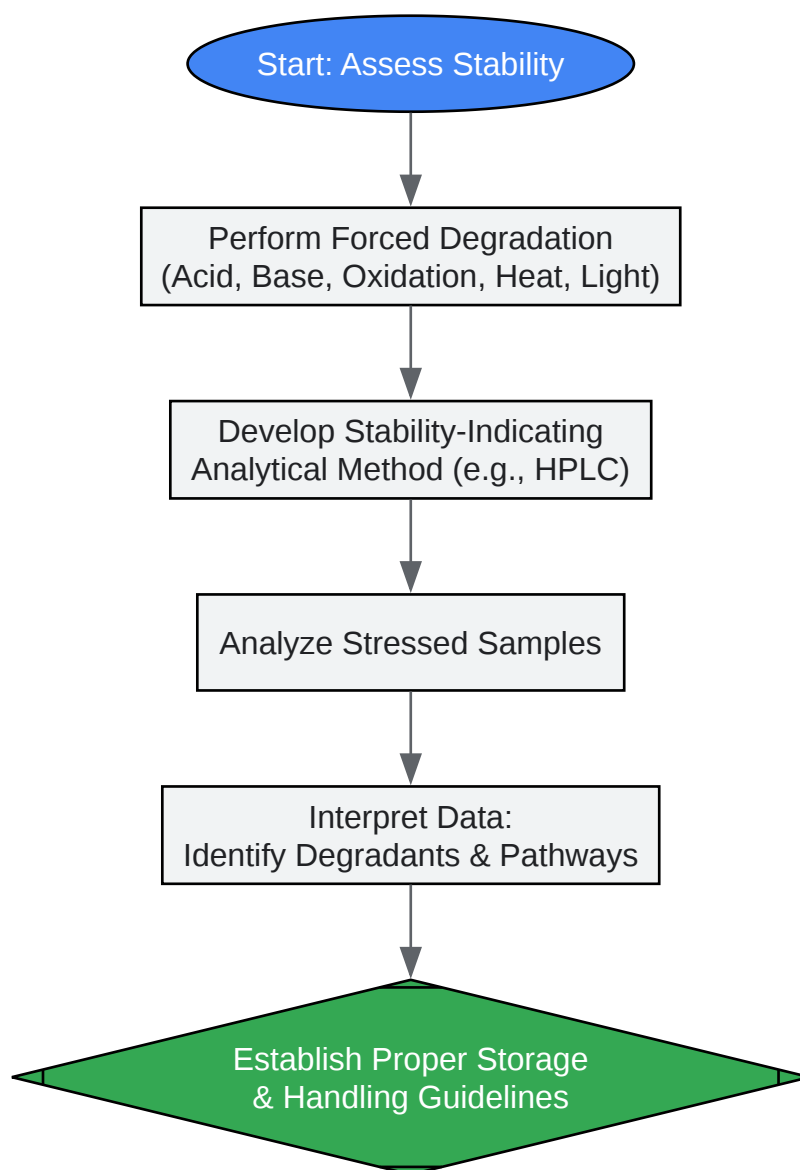 Start: Assess Stability
Perform Forced Degradation
(Acid, Base, Oxidation, Heat, Light)
Develop Stability-Indicating
Analytical Method (e.g., HPLC)
Analyze Stressed Samples
Interpret Data:
Identify Degradants & Pathways
Establish Proper Storage
& Handling Guidelines